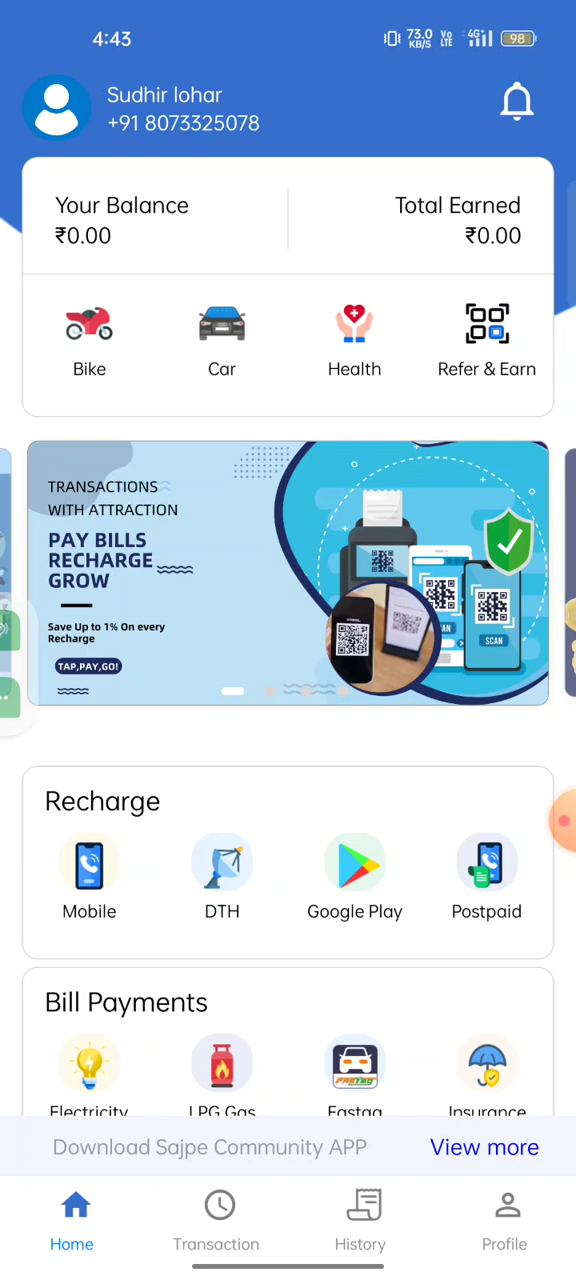 4:43
73.0 KB/S
Vo LTE
4G+
98
Sudhir lohar
+91 8073325078
Your Balance
Total Earned
₹0.00
₹0.00
Bike
Car
Health
Refer & Earn
TRANSACTIONS
WITH ATTRACTION
PAY BILLS
RECHARGE
GROW
Save Up to 1% On every
Recharge
TAP,PAY,GO!
SCAN
Recharge
Mobile
DTH
Google Play
Postpaid
Bill Payments
Electricity
LPG Gas
Fastag
Insurance
Download Sajpe Community APP
View more
Home
Transaction
History
Profile